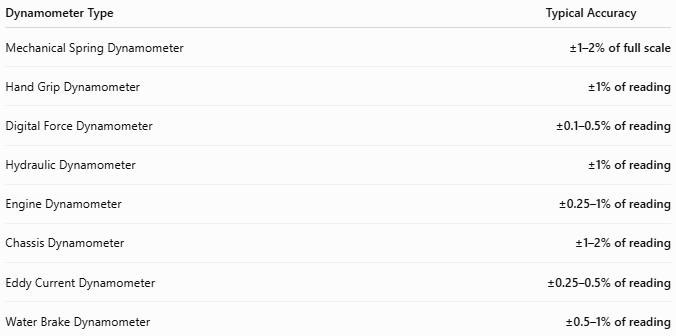 Dynamometer Type Typical Accuracy
Mechanical Spring Dynamometer ±1–2% of full scale
Hand Grip Dynamometer ±1% of reading
Digital Force Dynamometer ±0.1–0.5% of reading
Hydraulic Dynamometer ±1% of reading
Engine Dynamometer ±0.25–1% of reading
Chassis Dynamometer ±1–2% of reading
Eddy Current Dynamometer ±0.25–0.5% of reading
Water Brake Dynamometer ±0.5–1% of reading